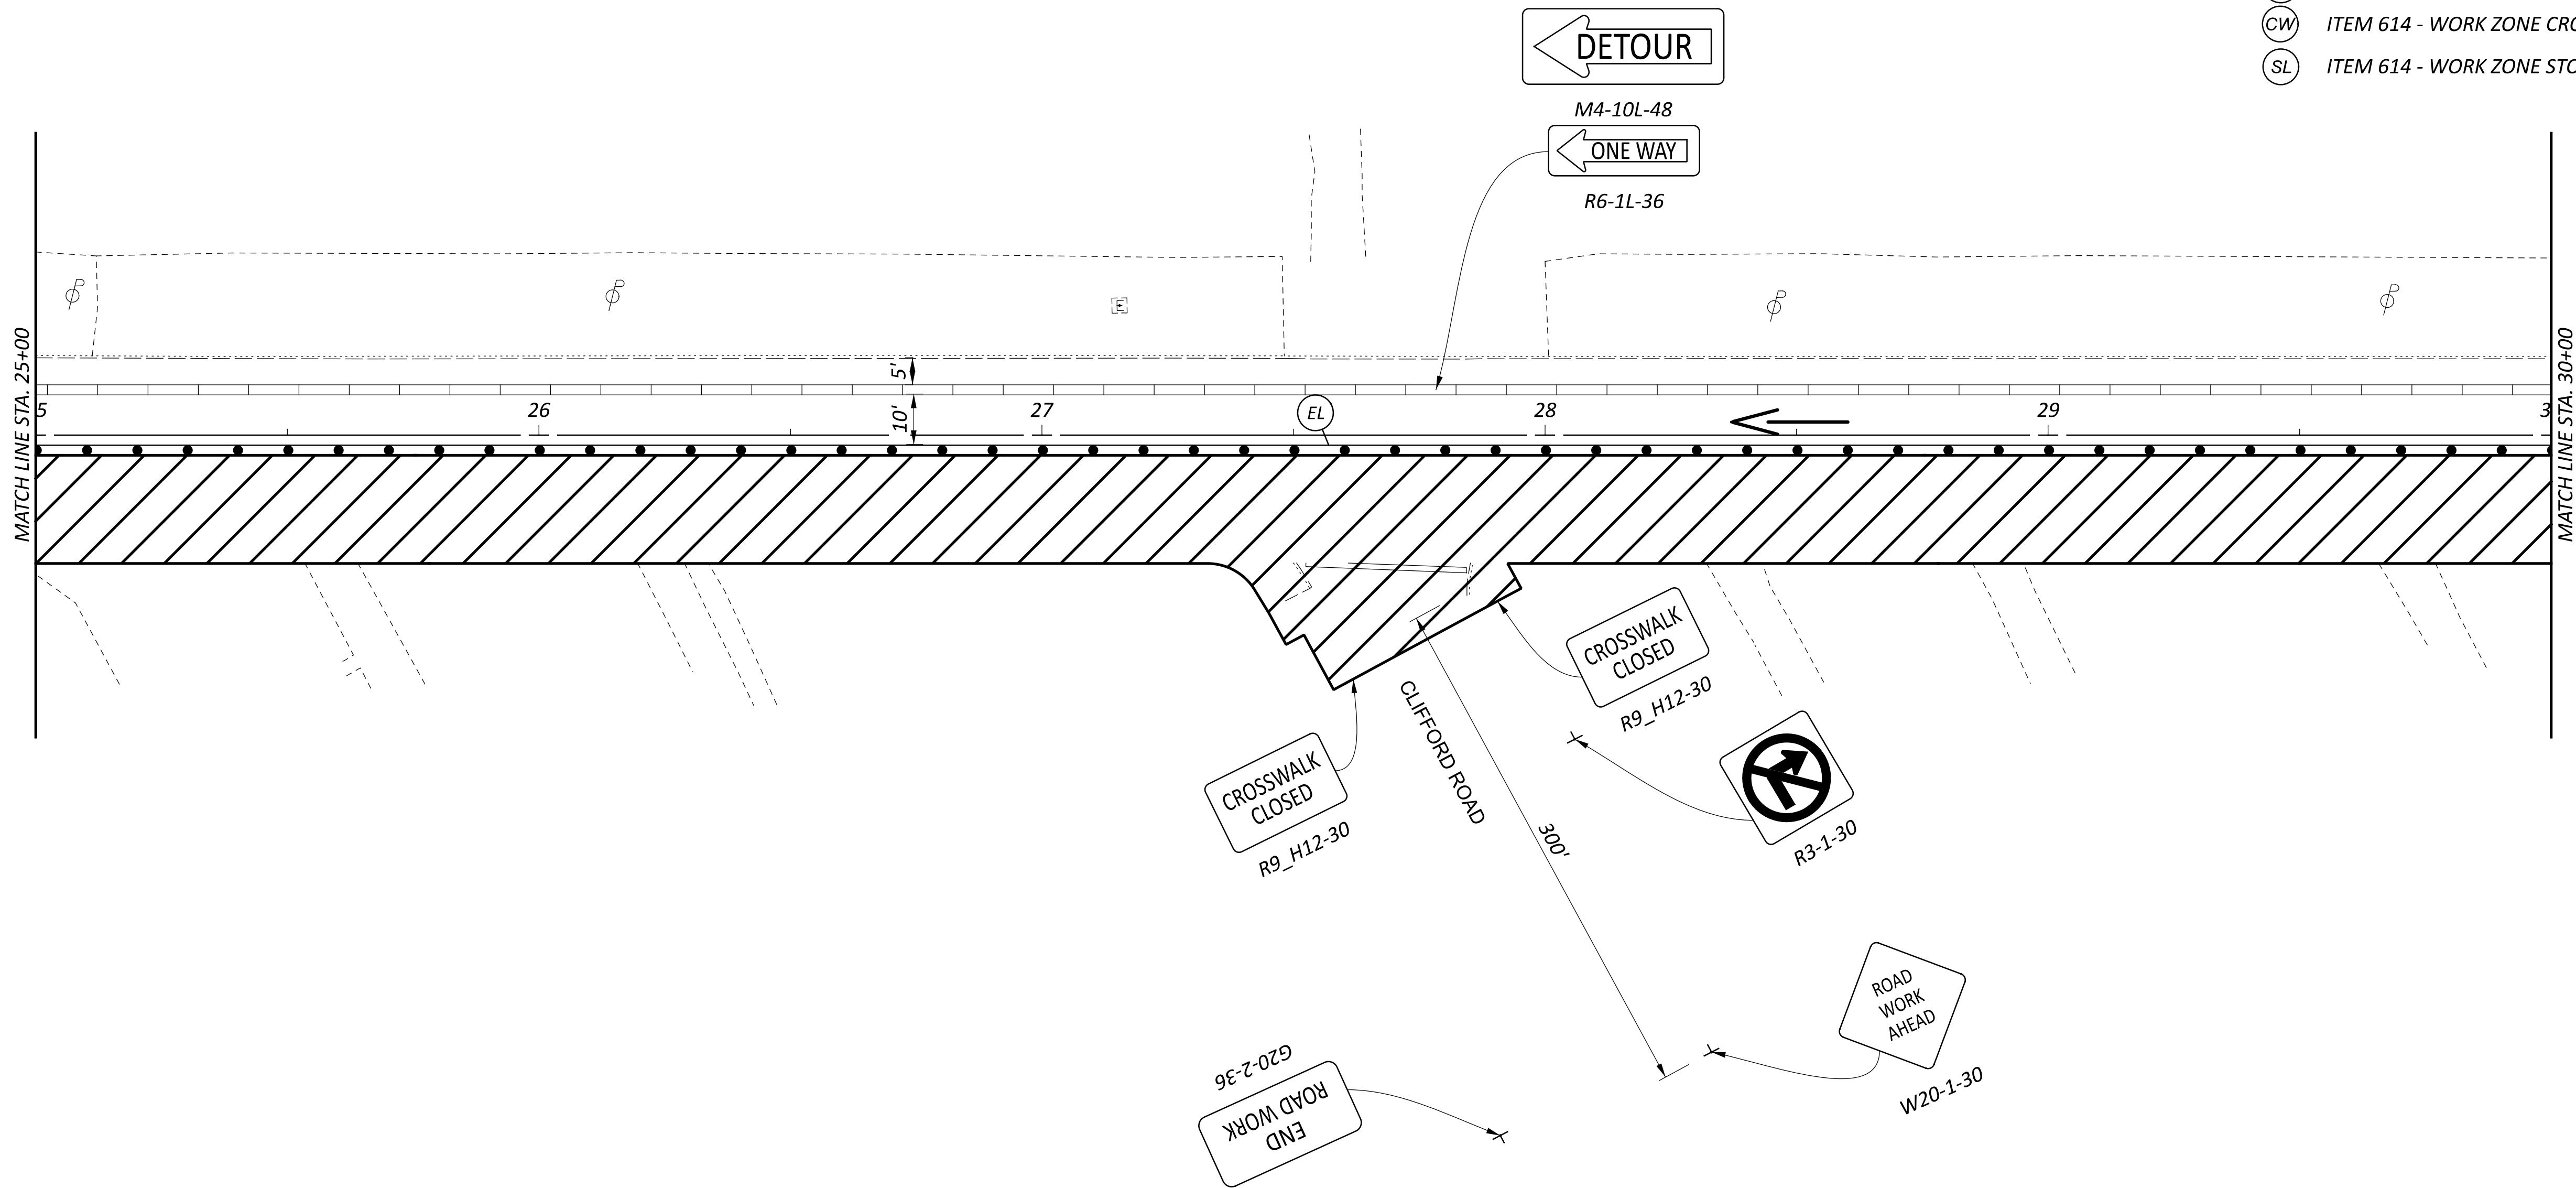 CW ITEM 614 - WORK ZONE CRO
SL ITEM 614 - WORK ZONE STO
DETOUR
M4-10L-48
ONE WAY
R6-1L-36
MATCH LINE STA. 25+00
MATCH LINE STA. 30+00
5'
10'
5
26
27
EL
28
29
3
E
CROSSWALK
CLOSED
R9_H12-30
CROSSWALK
CLOSED
R9_H12-30
CLIFFORD ROAD
300'
R3-1-30
ROAD
WORK
AHEAD
W20-1-30
G20-2-36
END
ROAD WORK